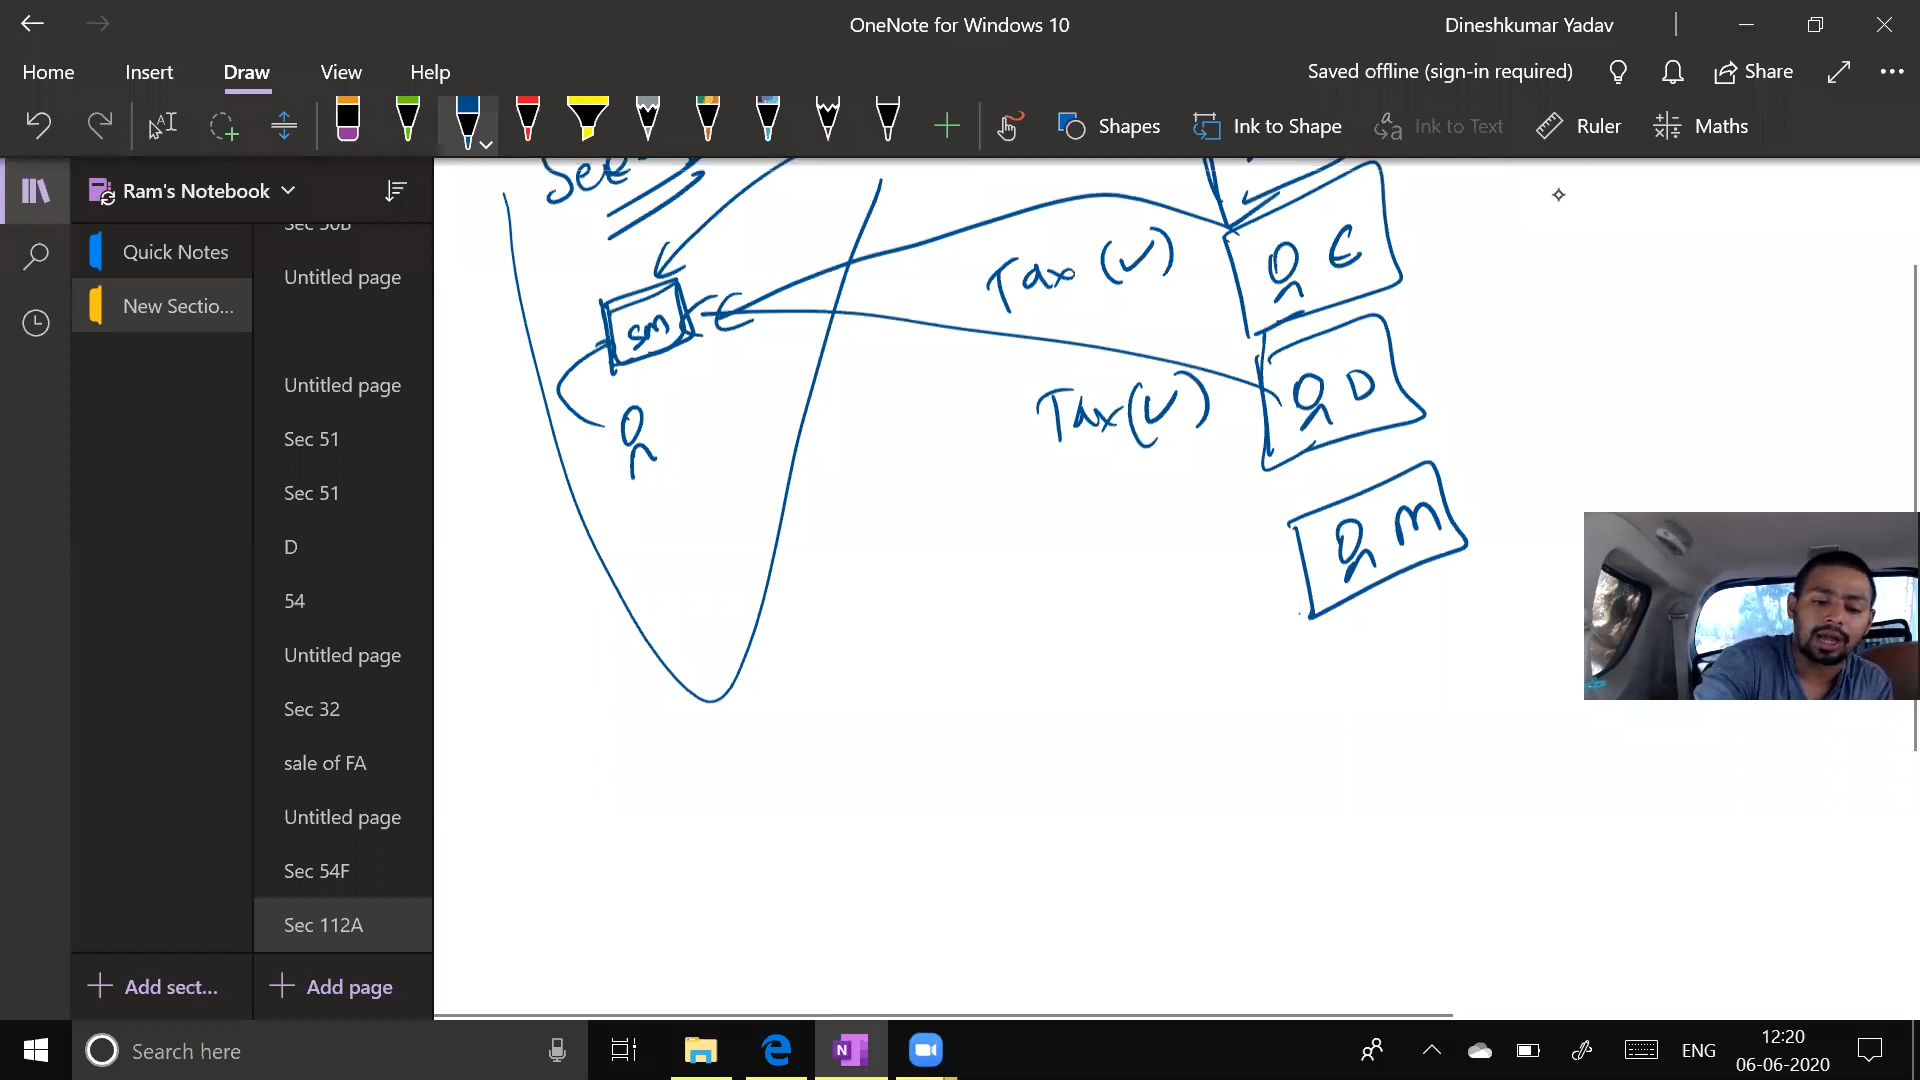 OneNote for Windows 10
Dineshkumar Yadav
Home Insert Draw View Help
Saved offline (sign-in required)
Share
Shapes
Ink to Shape
Ink to Text
Ruler
Maths
Ram's Notebook
Quick Notes
New Sectio...
Sec 50B
Untitled page
Untitled page
Sec 51
Sec 51
D
54
Untitled page
Sec 32
sale of FA
Untitled page
Sec 54F
Sec 112A
Add sect...
Add page
Sec
Tax (✓)
E
SM
Tax (✓)
D
M
Search here
ENG
12:20
06-06-2020